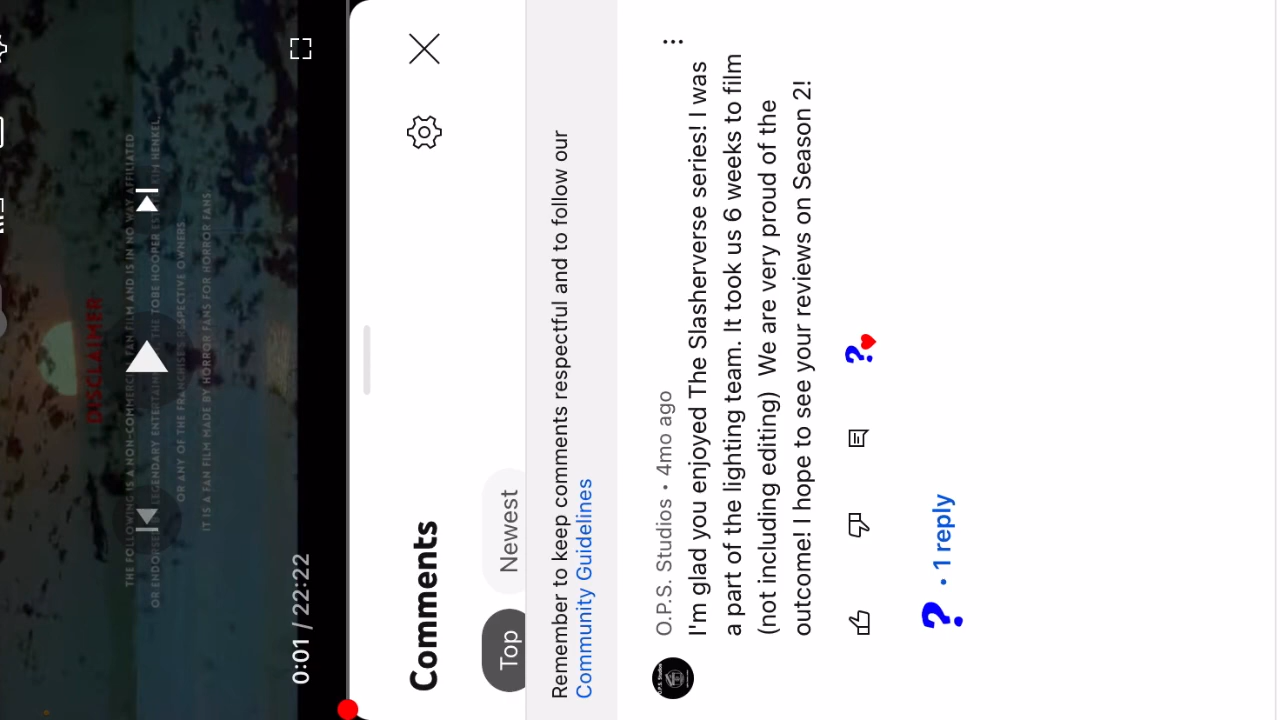 DISCLAIMER
THE FOLLOWING IS A NON-COMMERCIAL FAN FILM AND IS IN NO WAY AFFILIATED
OR ENDORSED LEGENDARY ENTERTAINMENT, THE TOBE HOOPER KIM HENKEL,
OR ANY OF THE FRANCHISE'S RESPECTIVE OWNERS.
IT IS A FAN FILM MADE BY HORROR FANS FOR HORROR FANS.
0:01 / 22:22
Comments
Top Newest
Remember to keep comments respectful and to follow our
Community Guidelines
O.P.S. Studios • 4mo ago
I'm glad you enjoyed The Slasherverse series! I was
a part of the lighting team. It took us 6 weeks to film
(not including editing) We are very proud of the
outcome! I hope to see your reviews on Season 2!
?
? • 1 reply